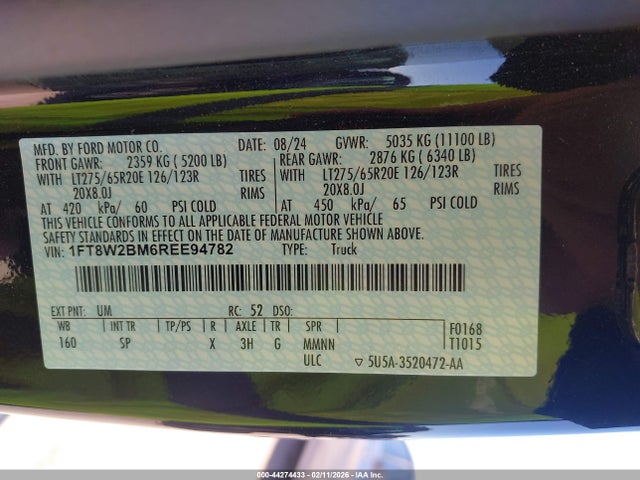 MFD. BY FORD MOTOR CO. DATE: 08/24 GVWR: 5035 KG (11100 LB)
FRONT GAWR: 2359 KG ( 5200 LB) REAR GAWR: 2876 KG ( 6340 LB)
WITH LT275/65R20E 126/123R TIRES WITH LT275/65R20E 126/123R TIRES
20X8.0J RIMS 20X8.0J RIMS
AT 420 kPa/ 60 PSI COLD AT 450 kPa/ 65 PSI COLD
THIS VEHICLE CONFORMS TO ALL APPLICABLE FEDERAL MOTOR VEHICLE
SAFETY STANDARDS IN EFFECT ON THE DATE OF MANUFACTURE SHOWN ABOVE.
VIN: 1FT8W2BM6REE94782 TYPE: Truck
EXT PNT: UM RC: 52 DSO:
WB INT TR TP/PS R AXLE TR SPR F0168
160 SP X 3H G MMNN T1015
ULC ▽ 5U5A-3520472-AA
000-44274433 - 02/11/2026 - IAA Inc.